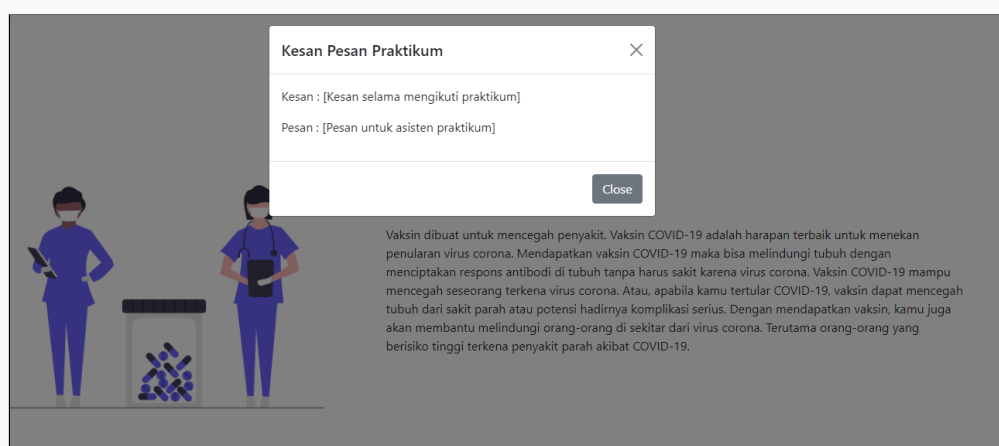 Kesan Pesan Praktikum
Kesan : [Kesan selama mengikuti praktikum]
Pesan : [Pesan untuk asisten praktikum]
Close
Vaksin dibuat untuk mencegah penyakit. Vaksin COVID-19 adalah harapan terbaik untuk menekan
penularan virus corona. Mendapatkan vaksin COVID-19 maka bisa melindungi tubuh dengan
menciptakan respons antibodi di tubuh tanpa harus sakit karena virus corona. Vaksin COVID-19 mampu
mencegah seseorang terkena virus corona. Atau, apabila kamu tertular COVID-19, vaksin dapat mencegah
tubuh dari sakit parah atau potensi hadirnya komplikasi serius. Dengan mendapatkan vaksin, kamu juga
akan membantu melindungi orang-orang di sekitar dari virus corona. Terutama orang-orang yang
berisiko tinggi terkena penyakit parah akibat COVID-19.